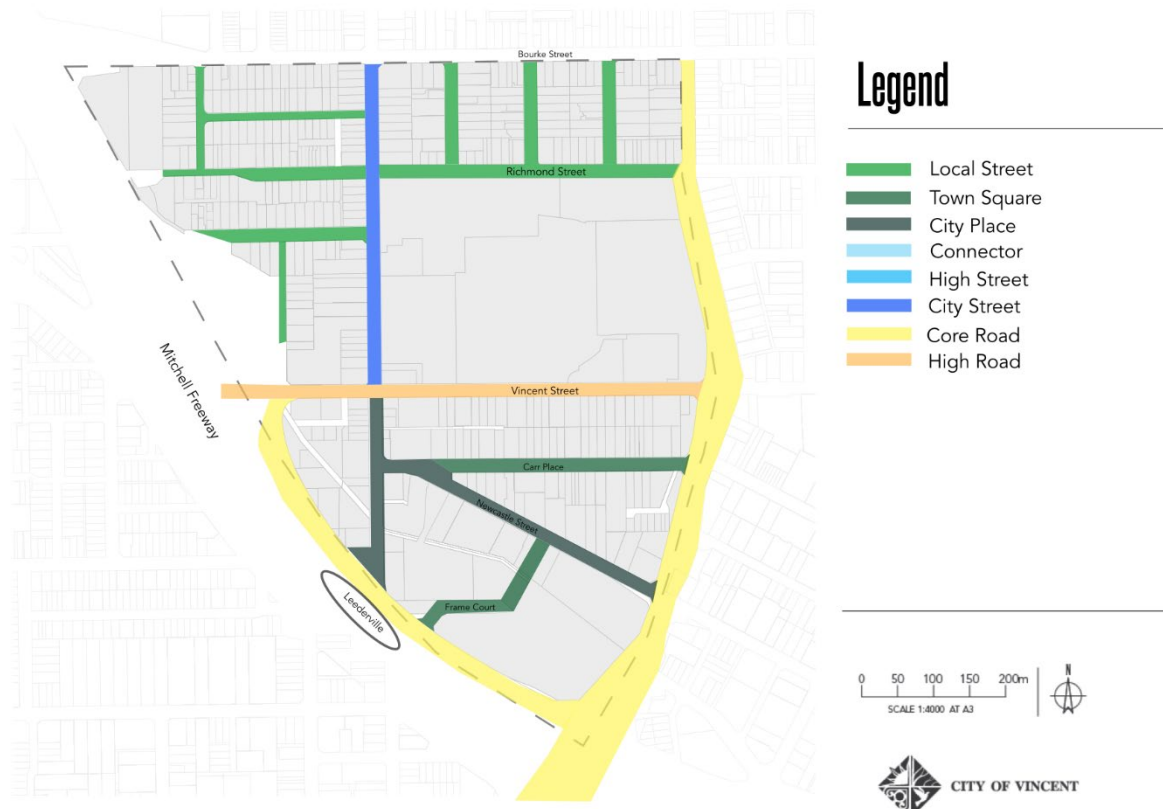 Bourke Street
Richmond Street
Mitchell Freeway
Vincent Street
Carr Place
Newcastle Street
Frame Court
Leederville
Legend
Local Street
Town Square
City Place
Connector
High Street
City Street
Core Road
High Road
0 50 100 150 200m
SCALE 1:4000 AT A3
N
CITY OF VINCENT